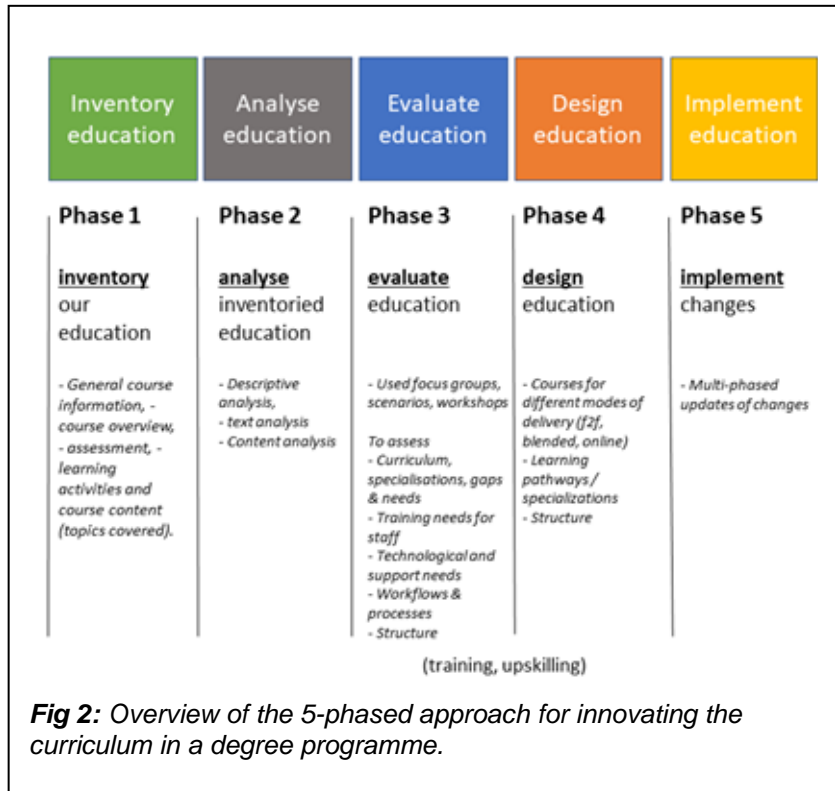 Inventory
education
Analyse
education
Evaluate
education
Design
education
Implement
education
Phase 1
inventory
our
education
- General course
information, -
course overview,
- assessment, -
learning
activities and
course content
(topics covered).
Phase 2
analyse
inventoried
education
- Descriptive
analysis,
- text analysis
- Content analysis
Phase 3
evaluate
education
- Used focus groups,
scenarios, workshops
To assess
- Curriculum,
specialisations, gaps
& needs
- Training needs for
staff
- Technological and
support needs
- Workflows &
processes
- Structure
Phase 4
design
education
- Courses for
different modes of
delivery (f2f,
blended, online)
- Learning
pathways /
specializations
- Structure
Phase 5
implement
changes
- Multi-phased
updates of changes
(training, upskilling)
Fig 2: Overview of the 5-phased approach for innovating the
curriculum in a degree programme.